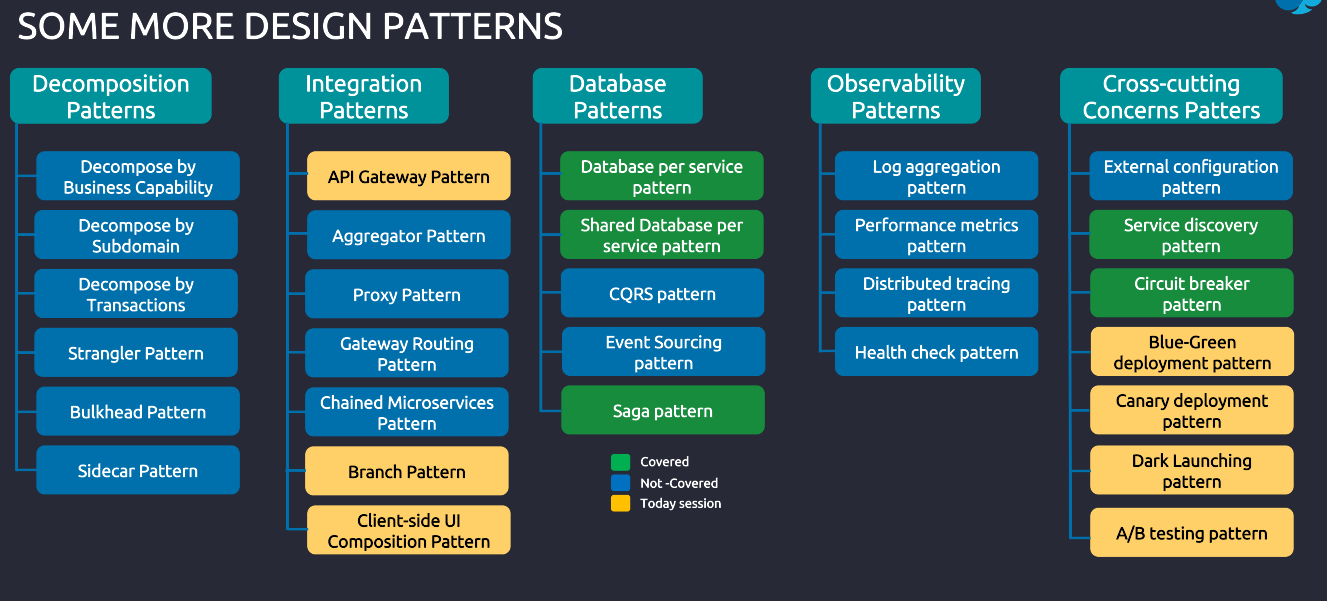 SOME MORE DESIGN PATTERNS
Decomposition
Patterns
Decompose by
Business Capability
Decompose by
Subdomain
Decompose by
Transactions
Strangler Pattern
Bulkhead Pattern
Sidecar Pattern
Integration
Patterns
API Gateway Pattern
Aggregator Pattern
Proxy Pattern
Gateway Routing
Pattern
Chained Microservices
Pattern
Branch Pattern
Client-side UI
Composition Pattern
Database
Patterns
Database per service
pattern
Shared Database per
service pattern
CQRS pattern
Event Sourcing
pattern
Saga pattern
Covered
Not -Covered
Today session
Observability
Patterns
Log aggregation
pattern
Performance metrics
pattern
Distributed tracing
pattern
Health check pattern
Cross-cutting
Concerns Patters
External configuration
pattern
Service discovery
pattern
Circuit breaker
pattern
Blue-Green
deployment pattern
Canary deployment
pattern
Dark Launching
pattern
A/B testing pattern